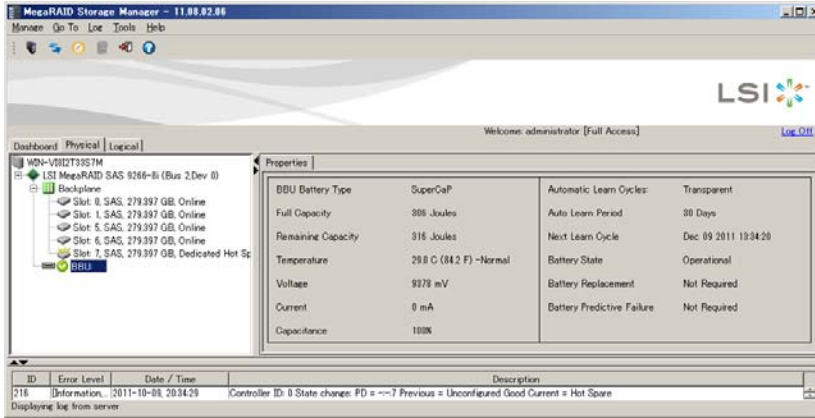 MegaRAID Storage Manager - 11.08.02.06
Manage Go To Log Tools Help
LSI
Welcome: administrator [Full Access]
Log Off
Dashboard Physical Logical
WIN-V8I2T33S7M
LSI MegaRAID SAS 9266-8i (Bus 2,Dev 0)
Backplane
Slot: 0, SAS, 279.397 GB, Online
Slot: 1, SAS, 279.397 GB, Online
Slot: 5, SAS, 279.397 GB, Online
Slot: 6, SAS, 279.397 GB, Online
Slot: 7, SAS, 279.397 GB, Dedicated Hot Sp
BBU
Properties
BBU Battery Type SuperCaP Automatic Learn Cycles: Transparent
Full Capacity 305 Joules Auto Learn Period 30 Days
Remaining Capacity 315 Joules Next Learn Cycle Dec 09 2011 13:34:20
Temperature 29.0 C (84.2 F) -Normal Battery State Operational
Voltage 9378 mV Battery Replacement Not Required
Current 0 mA Battery Predictive Failure Not Required
Capacitance 100%
ID Error Level Date / Time Description
216 [Information,... 2011-10-09, 20:34:29 Controller ID: 0 State change: PD = -:-:7 Previous = Unconfigured Good Current = Hot Spare
Displaying log from server